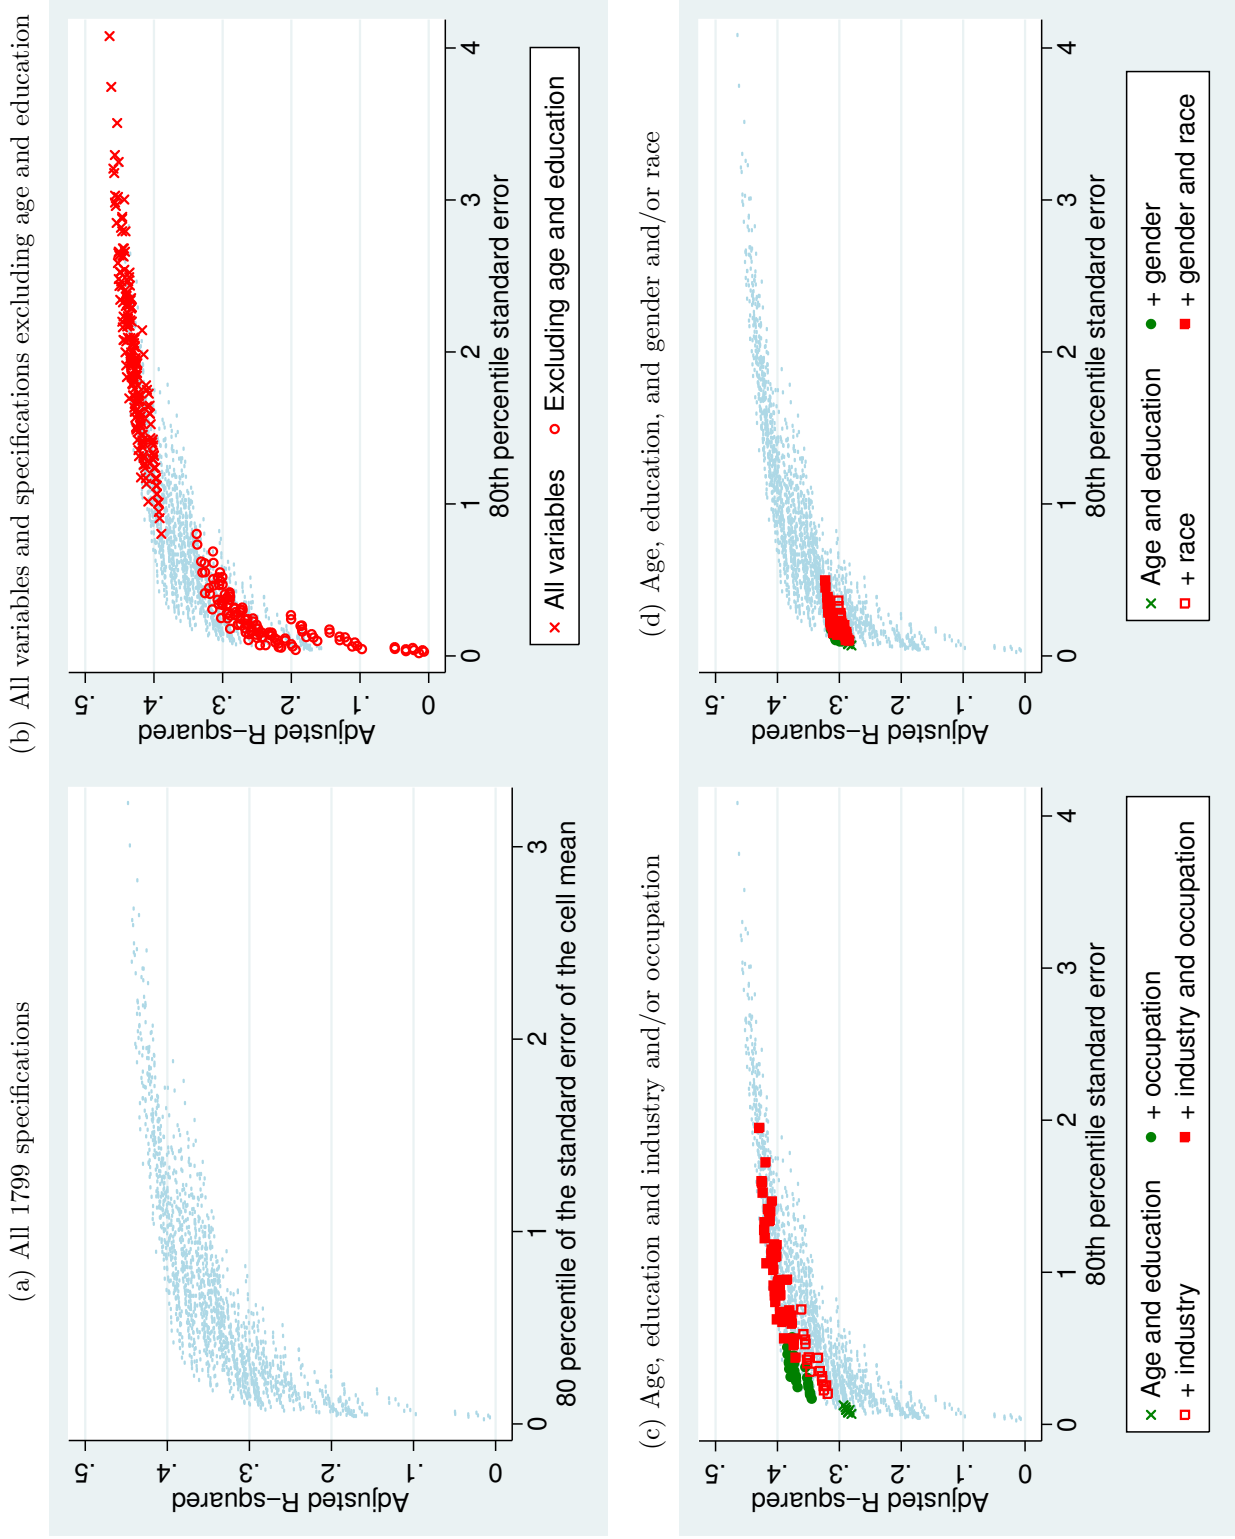 (a) All 1799 specifications
Adjusted R-squared
.5
.4
.3
.2
.1
0
0 1 2 3
80 percentile of the standard error of the cell mean
(b) All variables and specifications excluding age and education
Adjusted R-squared
.5
.4
.3
.2
.1
0
0 1 2 3 4
80th percentile standard error
All variables Excluding age and education
(c) Age, education and industry and/or occupation
Adjusted R-squared
.5
.4
.3
.2
.1
0
0 1 2 3 4
80th percentile standard error
Age and education + occupation
+ industry + industry and occupation
(d) Age, education, and gender and/or race
Adjusted R-squared
.5
.4
.3
.2
.1
0
0 1 2 3 4
80th percentile standard error
Age and education + gender
+ race + gender and race